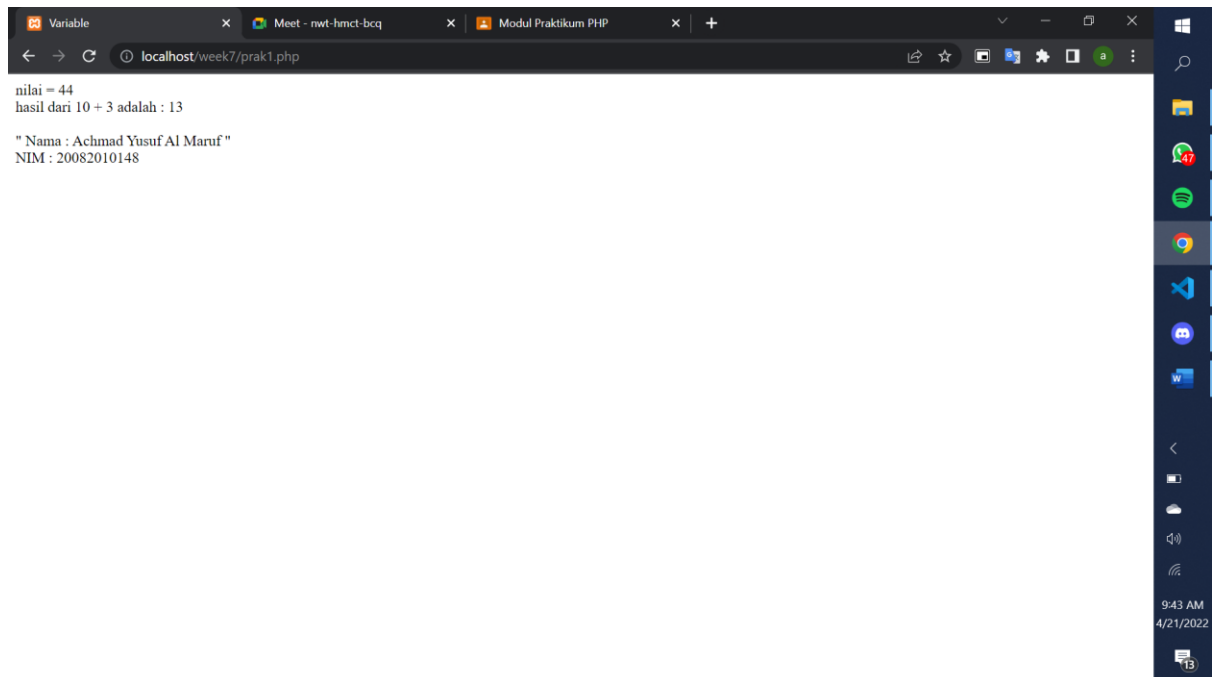 Variable
Meet - nwt-hmct-bcq
Modul Praktikum PHP
localhost/week7/prak1.php
a
nilai = 44
hasil dari 10 + 3 adalah : 13
" Nama : Achmad Yusuf Al Maruf "
NIM : 20082010148
47
W
9:43 AM
4/21/2022
13